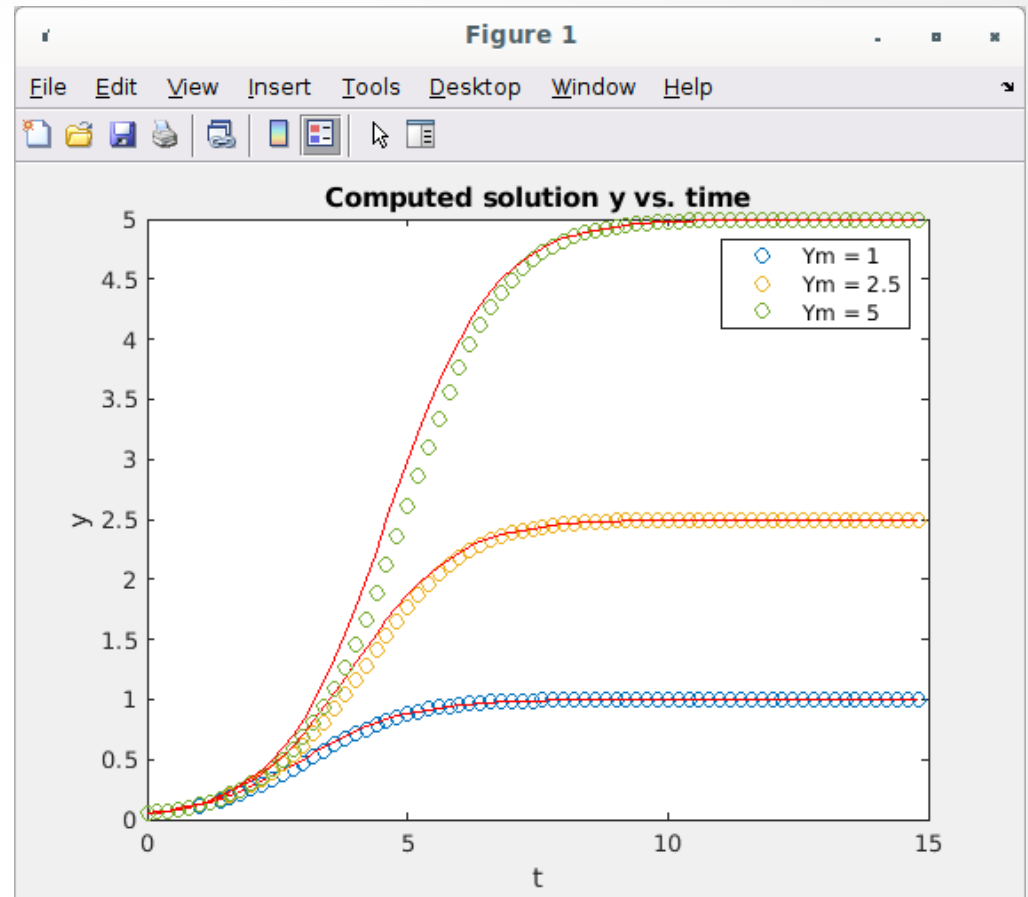 Figure 1
File Edit View Insert Tools Desktop Window Help
Computed solution y vs. time
5
4.5
4
3.5
3
2.5
2
1.5
1
0.5
0
y
Ym = 1
Ym = 2.5
Ym = 5
0 5 10 15
t